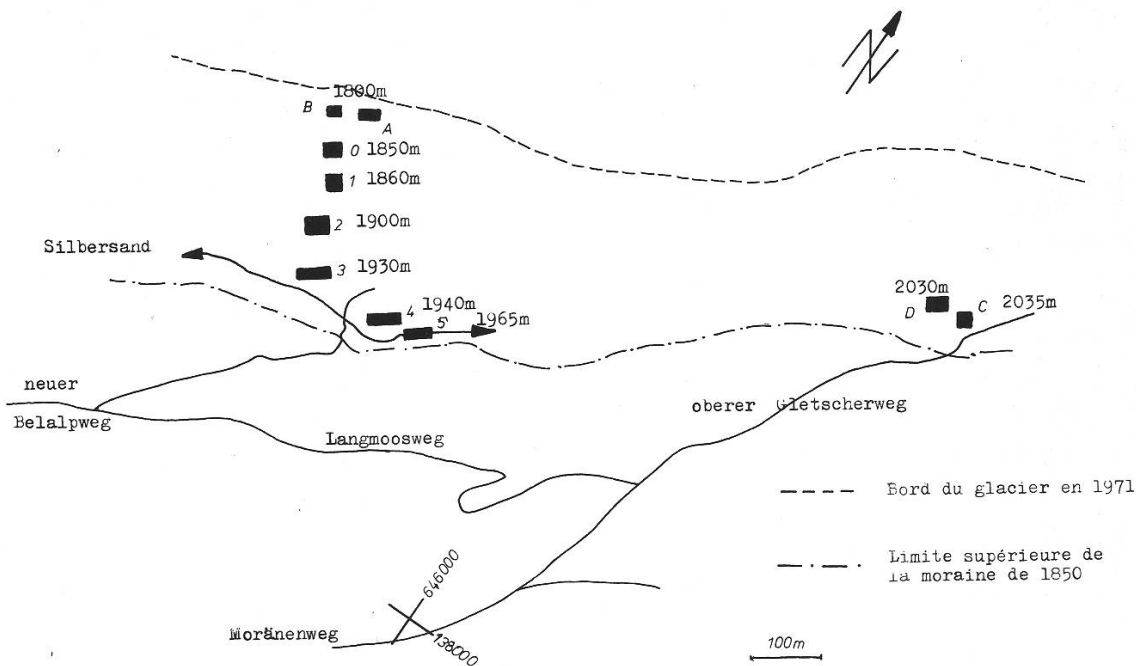 1800m
B
A
0 1850m
1 1860m
2 1900m
Silbersand
3 1930m
2030m
4 1940m
D
C 2035m
5 1965m
neuer
Belalpweg
oberer Gletscherweg
Langmoosweg
Bord du glacier en 1971
Limite supérieure de
la moraine de 1850
646000
138000
Moränenweg
100m